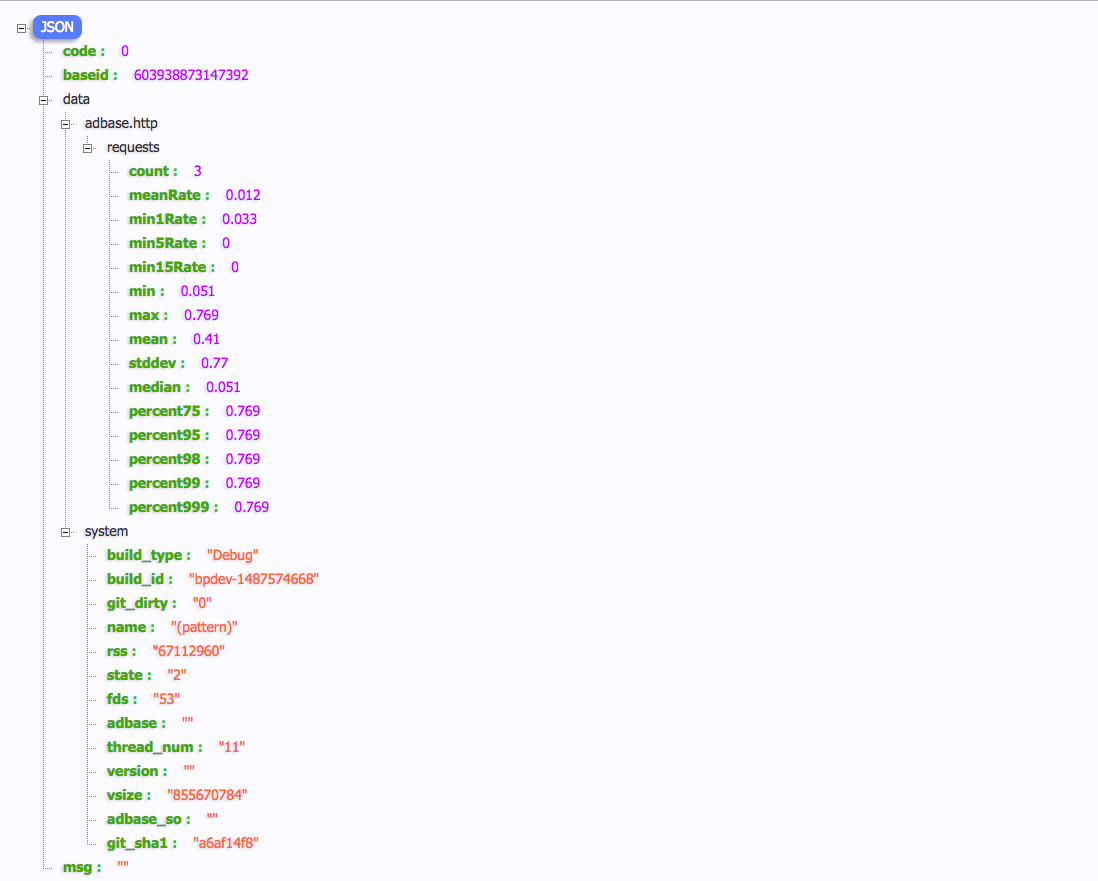 JSON
code : 0
baseid : 603938873147392
data
adbase.http
requests
count : 3
meanRate : 0.012
min1Rate : 0.033
min5Rate : 0
min15Rate : 0
min : 0.051
max : 0.769
mean : 0.41
stddev : 0.77
median : 0.051
percent75 : 0.769
percent95 : 0.769
percent98 : 0.769
percent99 : 0.769
percent999 : 0.769
system
build_type : "Debug"
build_id : "bpdev-1487574668"
git_dirty : "0"
name : "(pattern)"
rss : "67112960"
state : "2"
fds : "53"
adbase : ""
thread_num : "11"
version : ""
vsize : "855670784"
adbase_so : ""
git_sha1 : "a6af14f8"
msg : ""